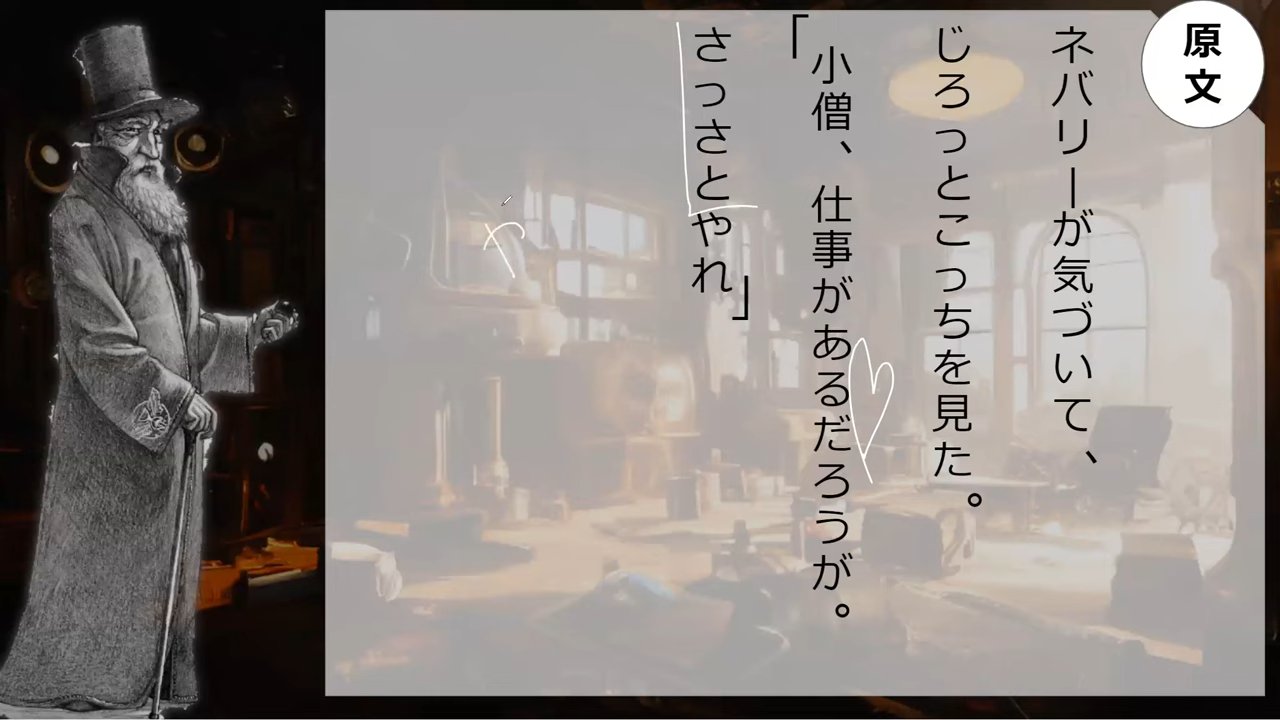 原文
ネバリーが気づいて、
じろっとこっちを見た。
「小僧、仕事があるだろうが。
さっさとやれ」